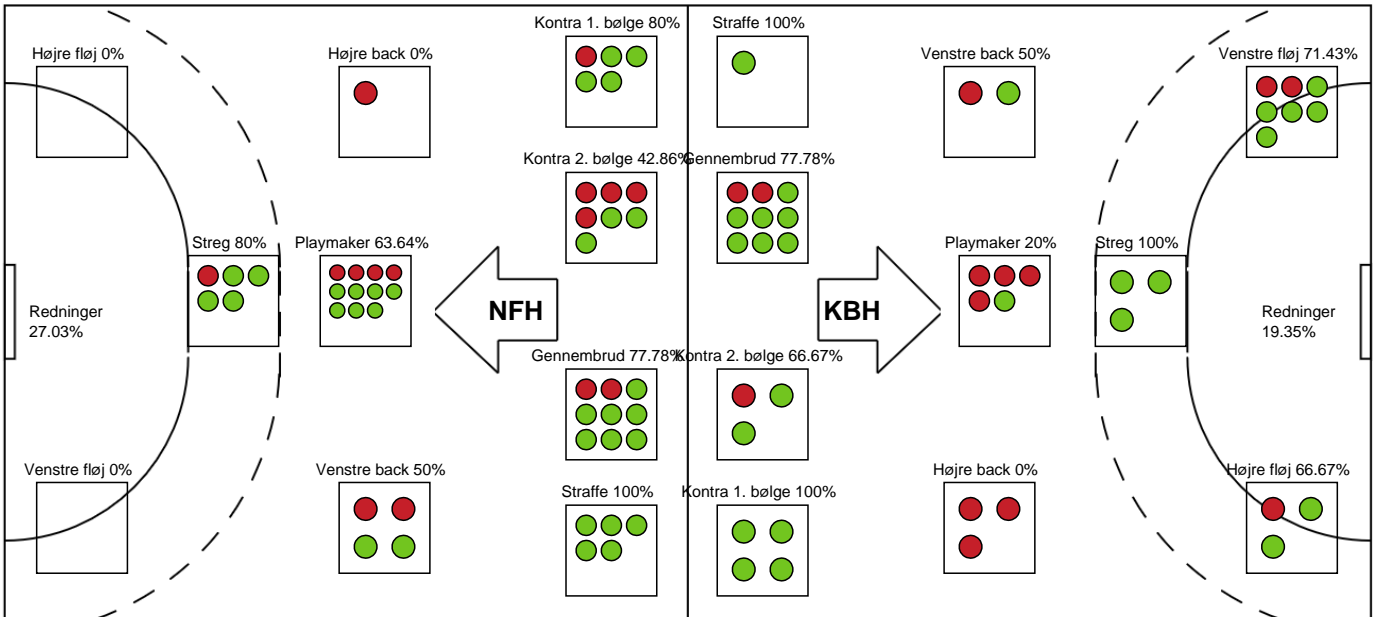 Kontra 1. bølge 80%
Straffe 100%
Højre fløj 0%
Højre back 0%
Venstre back 50%
Venstre fløj 71.43%
Kontra 2. bølge 42.86%
Gennembrud 77.78%
Streg 80%
Playmaker 63.64%
Playmaker 20%
Streg 100%
Redninger
27.03%
NFH
KBH
Redninger
19.35%
Gennembrud 77.78%
Kontra 2. bølge 66.67%
Venstre fløj 0%
Venstre back 50%
Højre back 0%
Højre fløj 66.67%
Straffe 100%
Kontra 1. bølge 100%